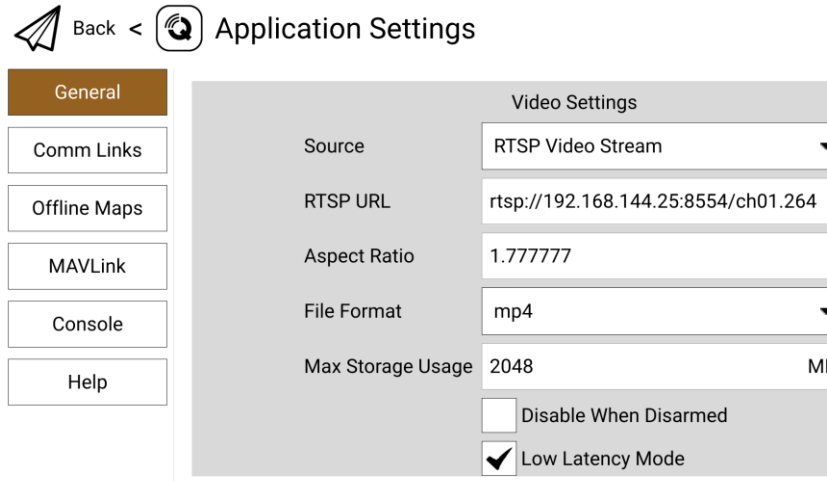 Back < Application Settings
General
Comm Links
Offline Maps
MAVLink
Console
Help
Video Settings
Source RTSP Video Stream
RTSP URL rtsp://192.168.144.25:8554/ch01.264
Aspect Ratio 1.777777
File Format mp4
Max Storage Usage 2048
Disable When Disarmed
Low Latency Mode